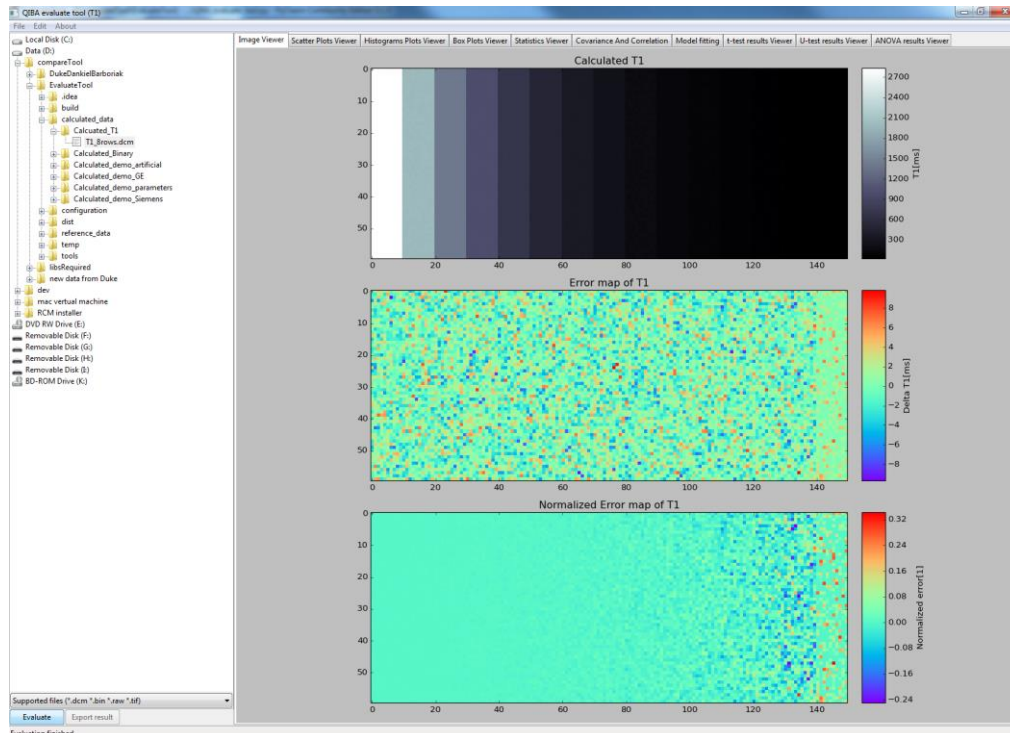 QIBA evaluate tool (T1)
File Edit About
Local Disk (C:)
Data (D:)
compareTool
DukeDankielBarboriak
EvaluateTool
.idea
build
calculated_data
Calcuated_T1
T1_8rows.dcm
Calculated_Binary
Calculated_demo_artificial
Calculated_demo_GE
Calculated_demo_parameters
Calculated_demo_Siemens
configuration
dist
reference_data
temp
tools
libsRequired
new data from Duke
dev
mac vertual machine
RCM installer
DVD RW Drive (E:)
Removable Disk (F:)
Removable Disk (G:)
Removable Disk (H:)
Removable Disk (I:)
BD-ROM Drive (K:)
Supported files (*.dcm *.bin *.raw *.tif)
Evaluate Export result
Evaluation finished
Image Viewer Scatter Plots Viewer Histograms Plots Viewer Box Plots Viewer Statistics Viewer Covariance And Correlation Model fitting t-test results Viewer U-test results Viewer ANOVA results Viewer
Calculated T1
0
10
20
30
40
50
0 20 40 60 80 100 120 140
2700
2400
2100
1800
1500
1200
900
600
300
T1[ms]
Error map of T1
0
10
20
30
40
50
0 20 40 60 80 100 120 140
8
6
4
2
0
−2
−4
−6
−8
Delta T1[ms]
Normalized Error map of T1
0
10
20
30
40
50
0 20 40 60 80 100 120 140
0.32
0.24
0.16
0.08
0.00
−0.08
−0.16
−0.24
Normalized error[1]